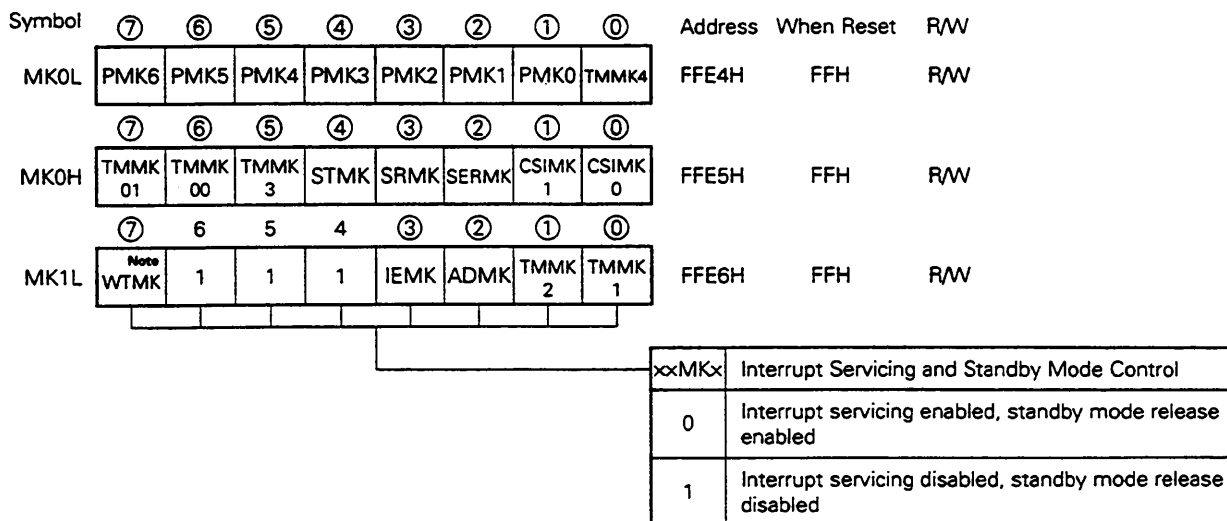 Symbol ⑦ ⑥ ⑤ ④ ③ ② ① ⓪ Address When Reset R/W
MK0L PMK6 PMK5 PMK4 PMK3 PMK2 PMK1 PMK0 TMMK4 FFE4H FFH R/W
⑦ ⑥ ⑤ ④ ③ ② ① ⓪
MK0H TMMK01 TMMK00 TMMK3 STMK SRMK SERMK CSIMK1 CSIMK0 FFE5H FFH R/W
⑦ 6 5 4 ③ ② ① ⓪
MK1L WTMK Note 1 1 1 IEMK ADMK TMMK2 TMMK1 FFE6H FFH R/W
xxMKx Interrupt Servicing and Standby Mode Control
0 Interrupt servicing enabled, standby mode release
enabled
1 Interrupt servicing disabled, standby mode release
disabled